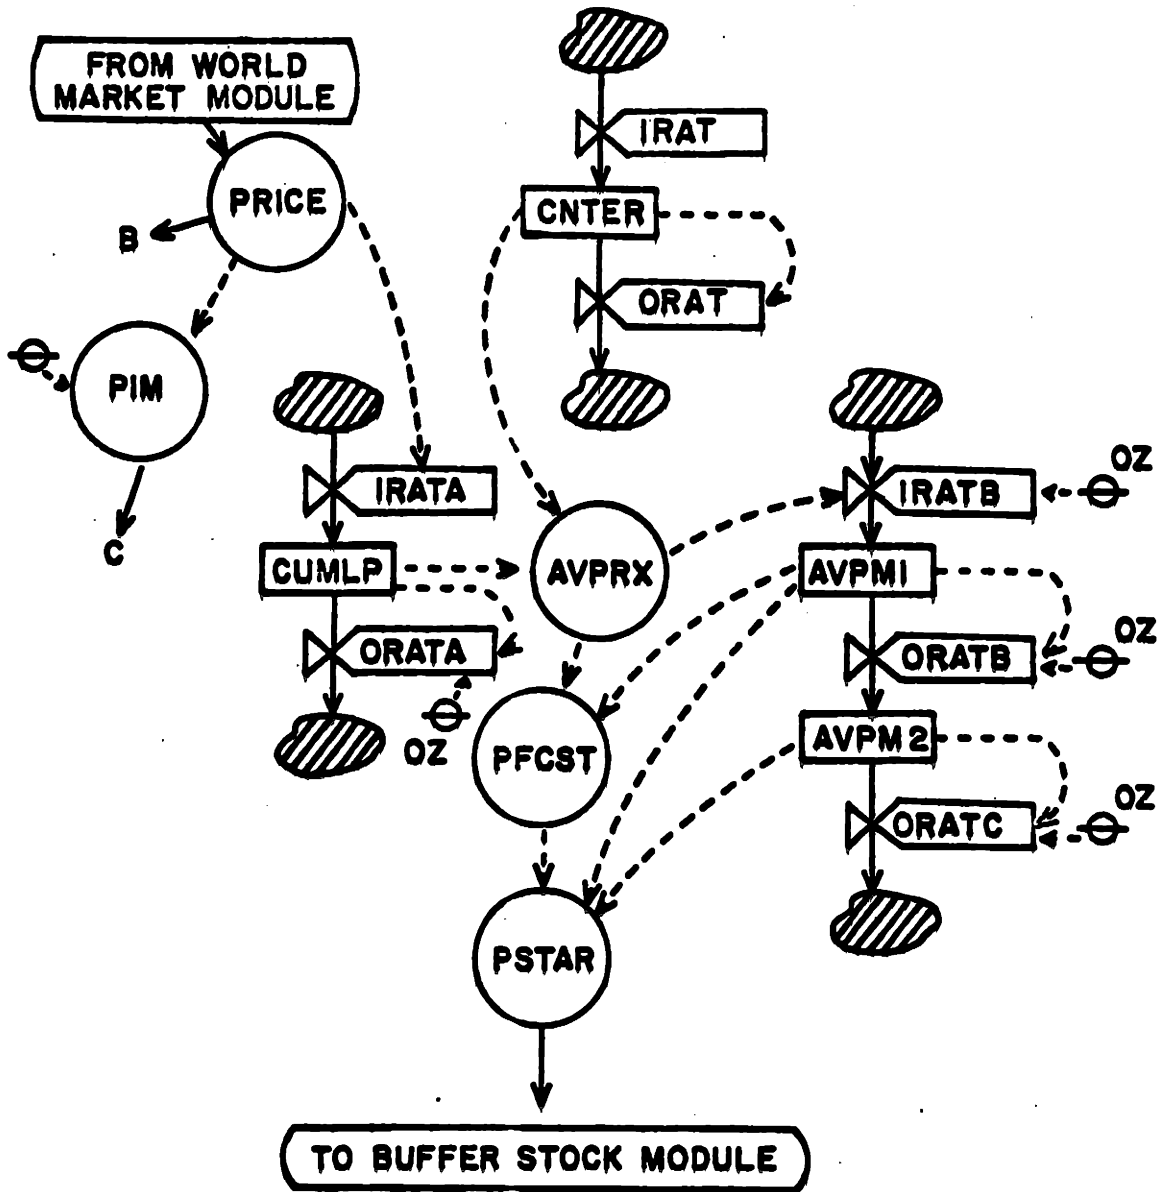 FROM WORLD
MARKET MODULE
IRAT
PRICE
CNTER
B
ORAT
PIM
OZ
IRATA
IRATB
C
CUMLP
AVPRX
AVPM1
OZ
ORATA
ORATB
AVPM2
OZ
PFCST
OZ
ORATC
PSTAR
TO BUFFER STOCK MODULE